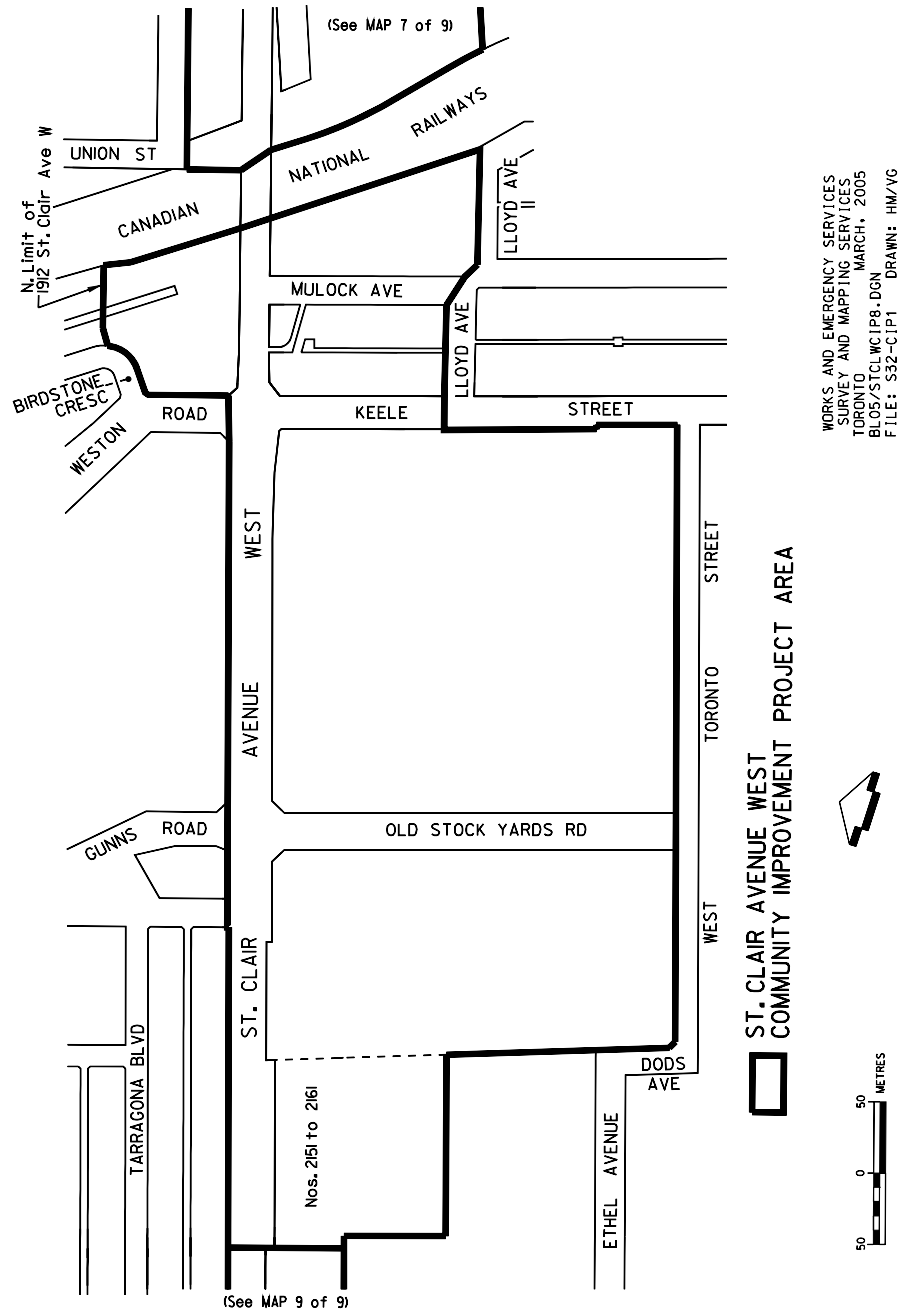 (See MAP 7 of 9)
UNION ST
N. Limit of
1912 St. Clair Ave W
CANADIAN NATIONAL RAILWAYS
LLOYD AVE
MULOCK AVE
LLOYD AVE
BIRDSTONE
CRESC
WESTON ROAD
KEELE STREET
ST. CLAIR AVENUE WEST
GUNNS ROAD
OLD STOCK YARDS RD
WEST TORONTO STREET
TARRAGONA BLVD
Nos. 2151 to 2161
DODS
AVE
ETHEL AVENUE
(See MAP 9 of 9)
ST. CLAIR AVENUE WEST
COMMUNITY IMPROVEMENT PROJECT AREA
WORKS AND EMERGENCY SERVICES
SURVEY AND MAPPING SERVICES
TORONTO MARCH, 2005
BL05/STCLWCIP8.DGN
FILE: S32-CIP1 DRAWN: HM/VG
50 0 50
METRES